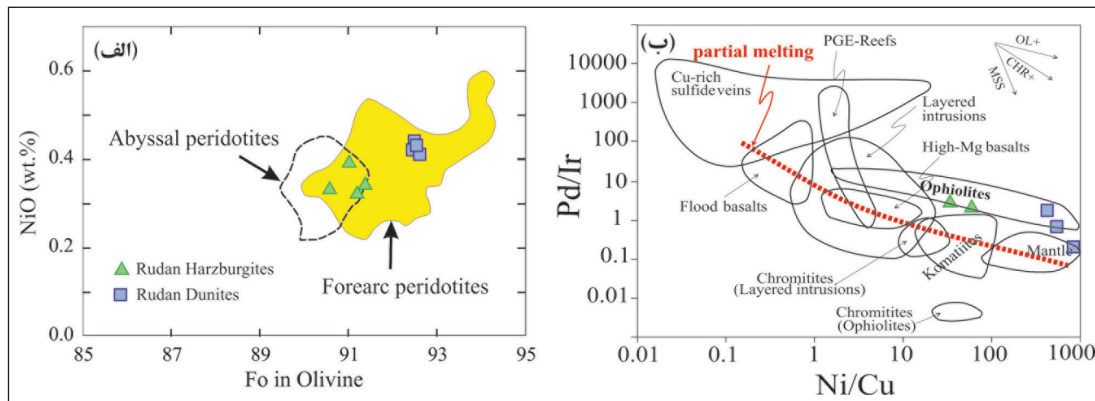 (الف)
NiO (wt.%)
0.6
0.4
0.2
0.0
Abyssal peridotites
Rudan Harzburgites
Rudan Dunites
Forearc peridotites
85
87
89
91
93
95
Fo in Olivine
(ب)
Pd/Ir
10000
1000
100
10
1
0.1
0.01
partial melting
PGE-Reefs
OL+
CHR+
MSS
Cu-rich
sulfideveins
Layered
intrusions
High-Mg basalts
Ophiolites
Flood basalts
Komatiites
Mantle
Chromitites
(Layered intrusions)
Chromitites
(Ophiolites)
0.01
0.1
1
10
100
1000
Ni/Cu